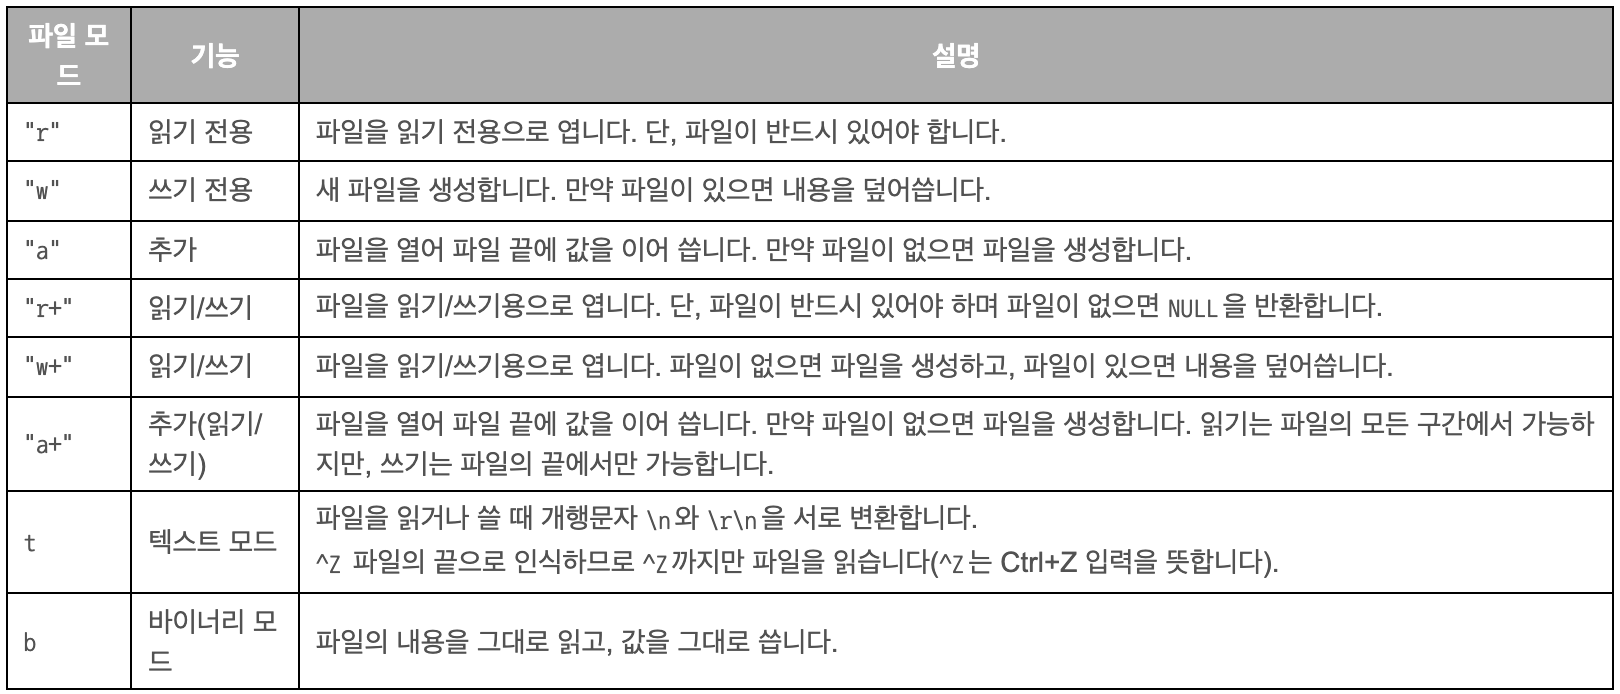 파일 모
드
기능
설명
"r"
읽기 전용
파일을 읽기 전용으로 엽니다. 단, 파일이 반드시 있어야 합니다.
"w"
쓰기 전용
새 파일을 생성합니다. 만약 파일이 있으면 내용을 덮어씁니다.
"a"
추가
파일을 열어 파일 끝에 값을 이어 씁니다. 만약 파일이 없으면 파일을 생성합니다.
"r+"
읽기/쓰기
파일을 읽기/쓰기용으로 엽니다. 단, 파일이 반드시 있어야 하며 파일이 없으면 NULL을 반환합니다.
"w+"
읽기/쓰기
파일을 읽기/쓰기용으로 엽니다. 파일이 없으면 파일을 생성하고, 파일이 있으면 내용을 덮어씁니다.
"a+"
추가(읽기/
쓰기)
파일을 열어 파일 끝에 값을 이어 씁니다. 만약 파일이 없으면 파일을 생성합니다. 읽기는 파일의 모든 구간에서 가능하
지만, 쓰기는 파일의 끝에서만 가능합니다.
t
텍스트 모드
파일을 읽거나 쓸 때 개행문자 \n와 \r\n을 서로 변환합니다.
^Z 파일의 끝으로 인식하므로 ^Z까지만 파일을 읽습니다(^Z는 Ctrl+Z 입력을 뜻합니다).
b
바이너리 모
드
파일의 내용을 그대로 읽고, 값을 그대로 씁니다.